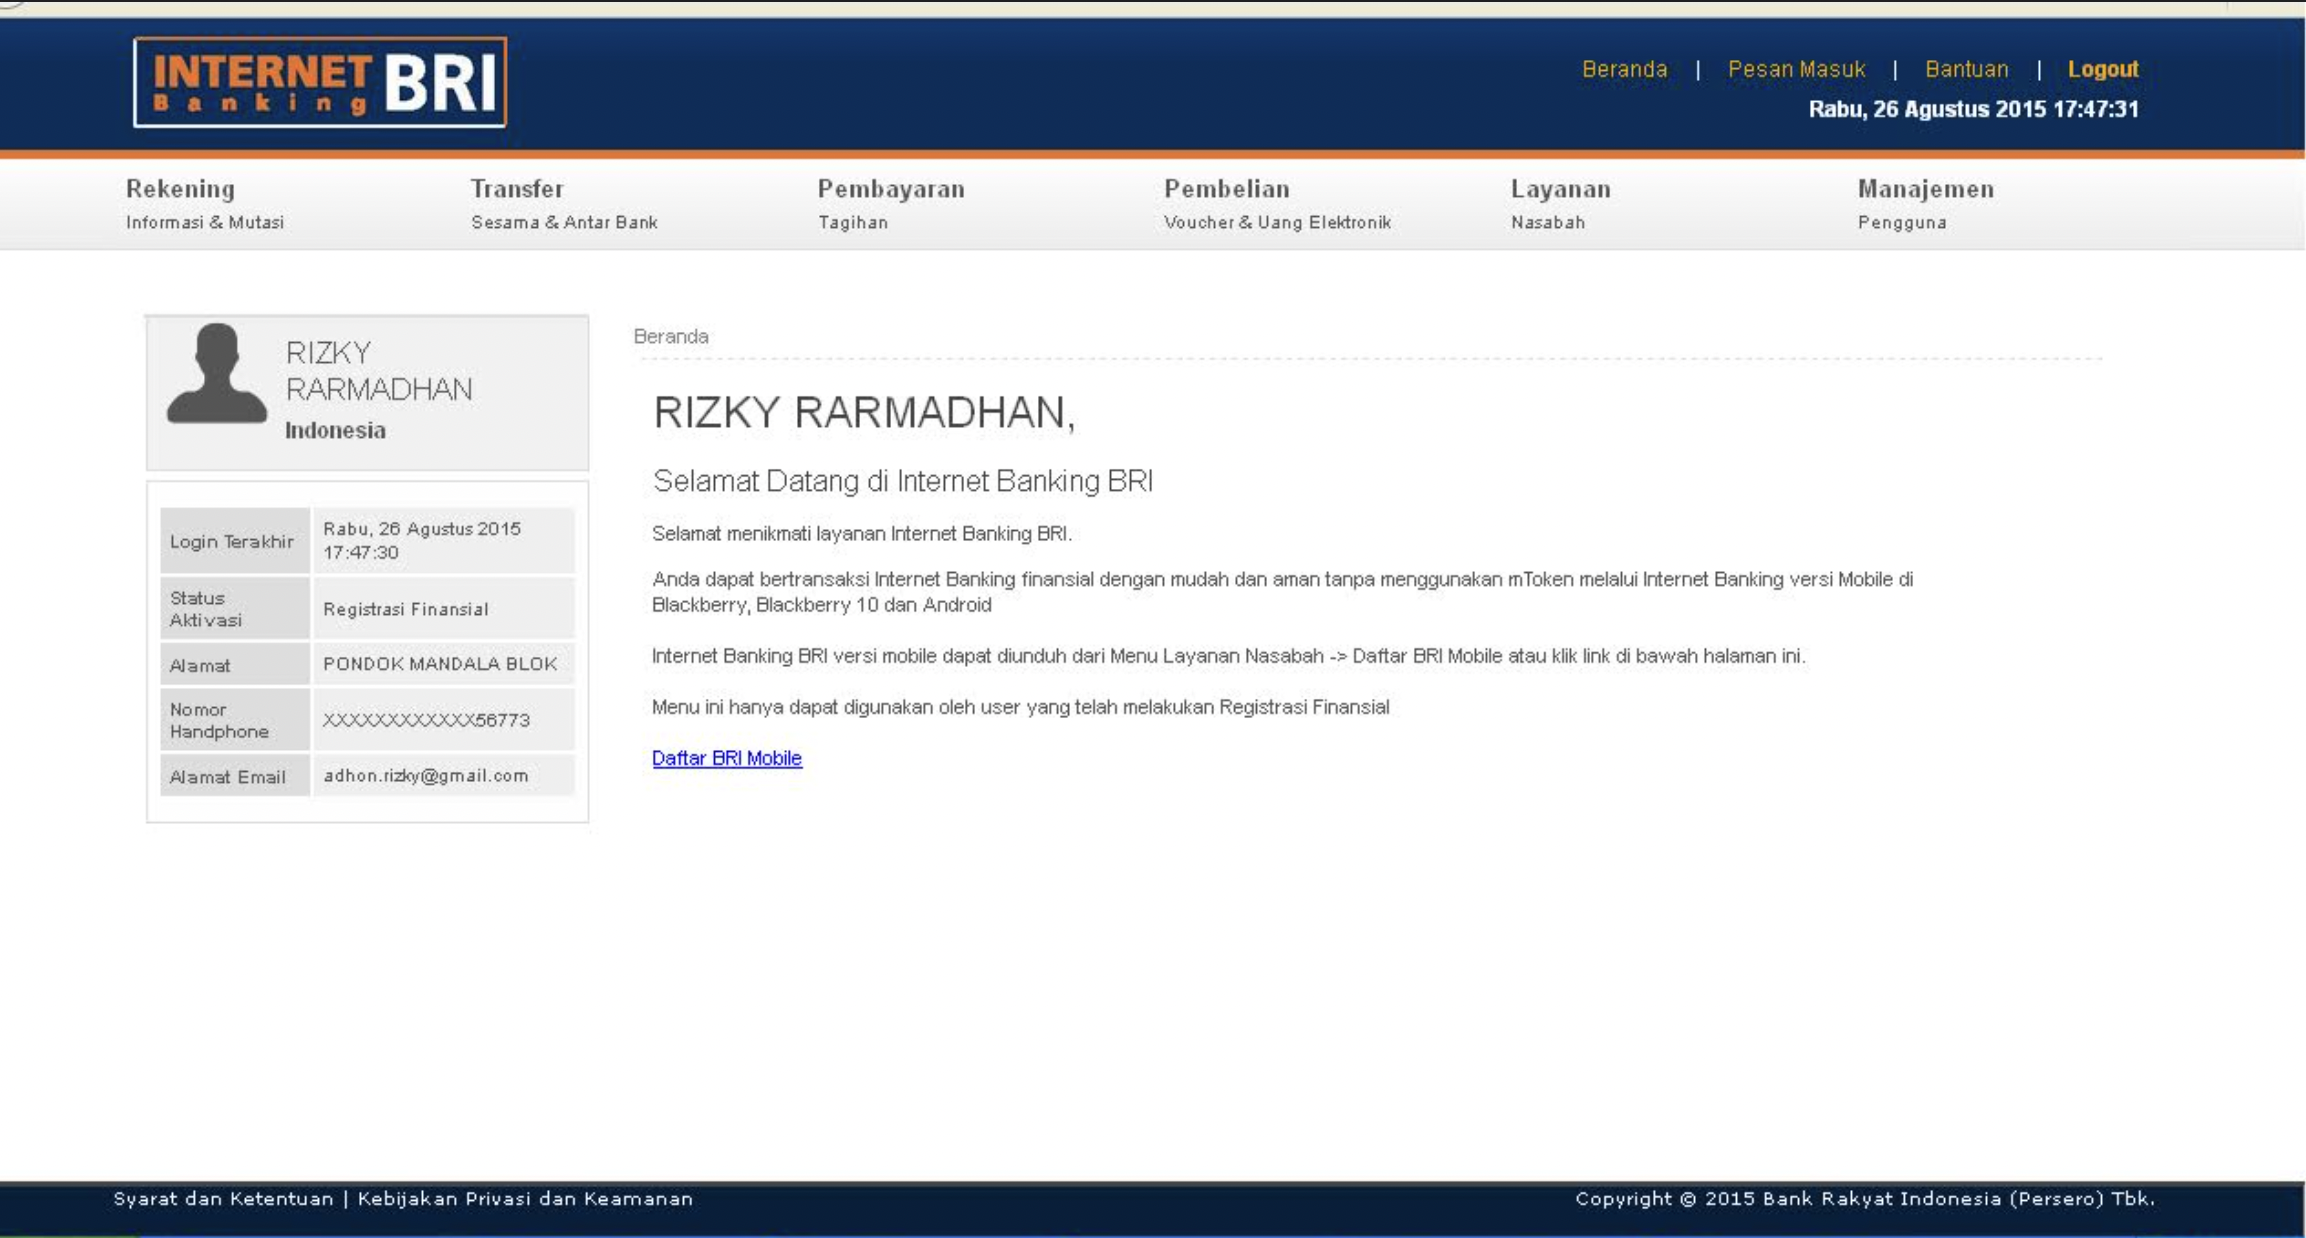 INTERNET BRI
Banking
Beranda | Pesan Masuk | Bantuan | Logout
Rabu, 26 Agustus 2015 17:47:31
Rekening
Informasi & Mutasi
Transfer
Sesama & Antar Bank
Pembayaran
Tagihan
Pembelian
Voucher & Uang Elektronik
Layanan
Nasabah
Manajemen
Pengguna
RIZKY
RARMADHAN
Indonesia
Login Terakhir
Rabu, 26 Agustus 2015
17:47:30
Status
Aktivasi
Registrasi Finansial
Alamat
PONDOK MANDALA BLOK
Nomor
Handphone
XXXXXXXXXXXX56773
Alamat Email
adhon.rizky@gmail.com
Beranda
RIZKY RARMADHAN,
Selamat Datang di Internet Banking BRI
Selamat menikmati layanan Internet Banking BRI.
Anda dapat bertransaksi Internet Banking finansial dengan mudah dan aman tanpa menggunakan mToken melalui Internet Banking versi Mobile di
Blackberry, Blackberry 10 dan Android
Internet Banking BRI versi mobile dapat diunduh dari Menu Layanan Nasabah -> Daftar BRI Mobile atau klik link di bawah halaman ini.
Menu ini hanya dapat digunakan oleh user yang telah melakukan Registrasi Finansial
Daftar BRI Mobile
Syarat dan Ketentuan | Kebijakan Privasi dan Keamanan
Copyright © 2015 Bank Rakyat Indonesia (Persero) Tbk.